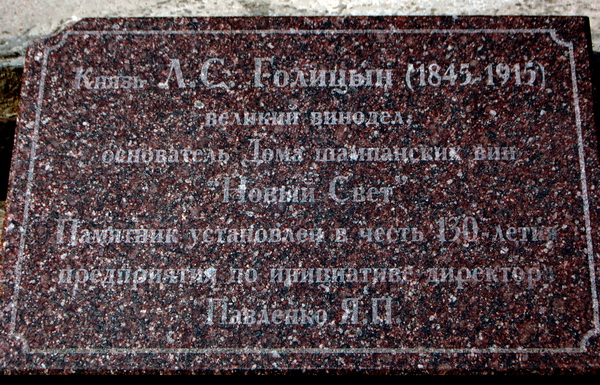 Князь Л.С. Голицын (1845-1915)
великий винодел,
основатель Дома шампанских вин
"Новый Свет"
Памятник установлен в честь 130-летия
предприятия по инициативе директора
Павленко Я.П.